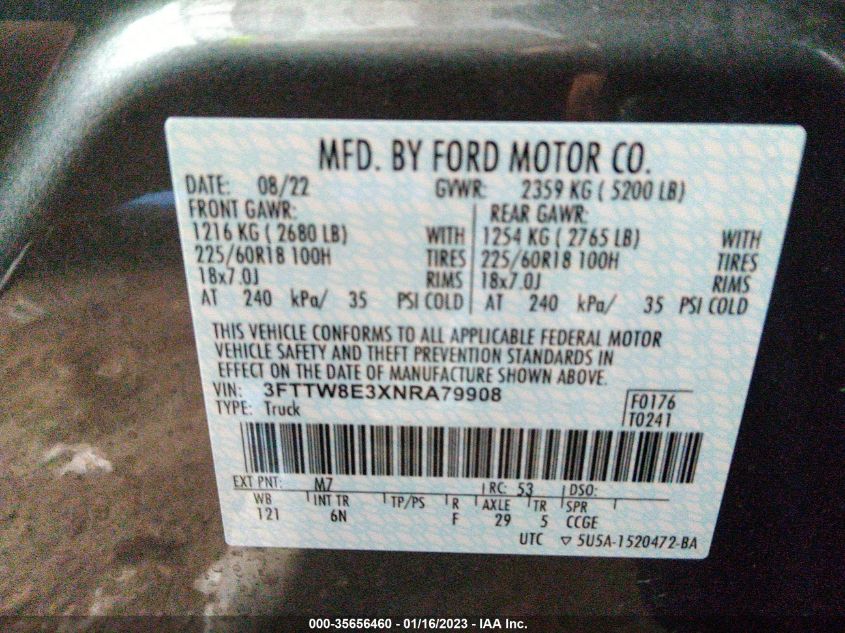 MFD. BY FORD MOTOR CO.
DATE: 08/22 GVWR: 2359 KG ( 5200 LB)
FRONT GAWR: REAR GAWR:
1216 KG ( 2680 LB) WITH 1254 KG ( 2765 LB) WITH
225/60R18 100H TIRES 225/60R18 100H TIRES
18x7.0J RIMS 18x7.0J RIMS
AT 240 kPa/ 35 PSI COLD AT 240 kPa/ 35 PSI COLD
THIS VEHICLE CONFORMS TO ALL APPLICABLE FEDERAL MOTOR
VEHICLE SAFETY AND THEFT PREVENTION STANDARDS IN
EFFECT ON THE DATE OF MANUFACTURE SHOWN ABOVE.
VIN: 3FTTW8E3XNRA79908
TYPE: Truck
F0176
T0241
EXT PNT: M7 RC: 53 DSO:
WB INT TR TP/PS R AXLE TR SPR
121 6N F 29 5 CCGE
UTC ▽ 5U5A-1520472-BA
000-35656460 - 01/16/2023 - IAA Inc.